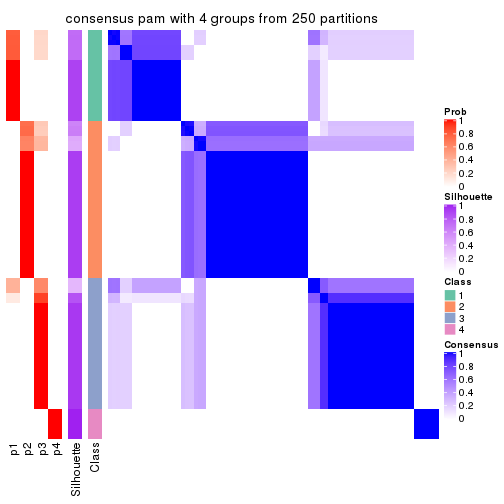 consensus pam with 4 groups from 250 partitions
Prob
1
0.8
0.6
0.4
0.2
0
Silhouette
1
0.8
0.6
0.4
0.2
0
Class
1
2
3
4
Consensus
1
0.8
0.6
0.4
0.2
0
p1
p2
p3
p4
Silhouette
Class